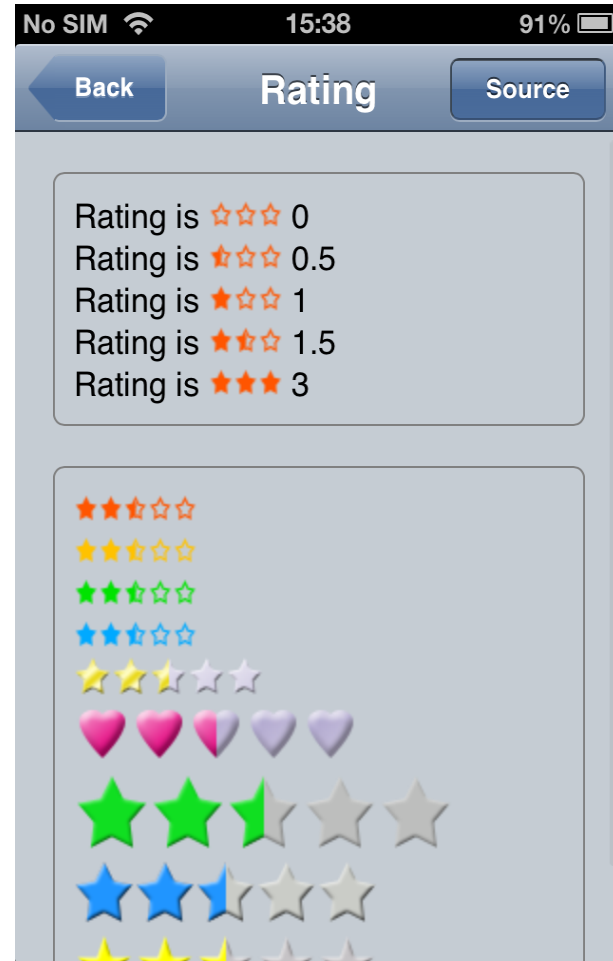 No SIM 15:38 91%
Back Rating Source
Rating is ☆☆☆ 0
Rating is ☆☆ 0.5
Rating is ★☆☆ 1
Rating is ★☆ 1.5
Rating is ★★★ 3